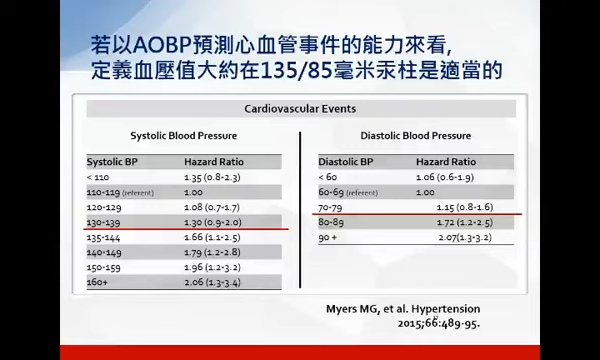 若以AOBP預測心血管事件的能力來看,
定義血壓值大約在135/85毫米汞柱是適當的
Cardiovascular Events
Systolic Blood Pressure
Systolic BP Hazard Ratio
< 110 1.35 (0.8-2.3)
110-119 (referent) 1.00
120-129 1.08 (0.7-1.7)
130-139 1.30 (0.9-2.0)
135-144 1.66 (1.1-2.5)
140-149 1.79 (1.2-2.8)
150-159 1.96 (1.2-3.2)
160+ 2.06 (1.3-3.4)
Diastolic Blood Pressure
Diastolic BP Hazard Ratio
< 60 1.06 (0.6-1.9)
60-69 (referent) 1.00
70-79 1.15 (0.8-1.6)
80-89 1.72 (1.2-2.5)
90 + 2.07(1.3-3.2)
Myers MG, et al. Hypertension
2015;66:489-95.